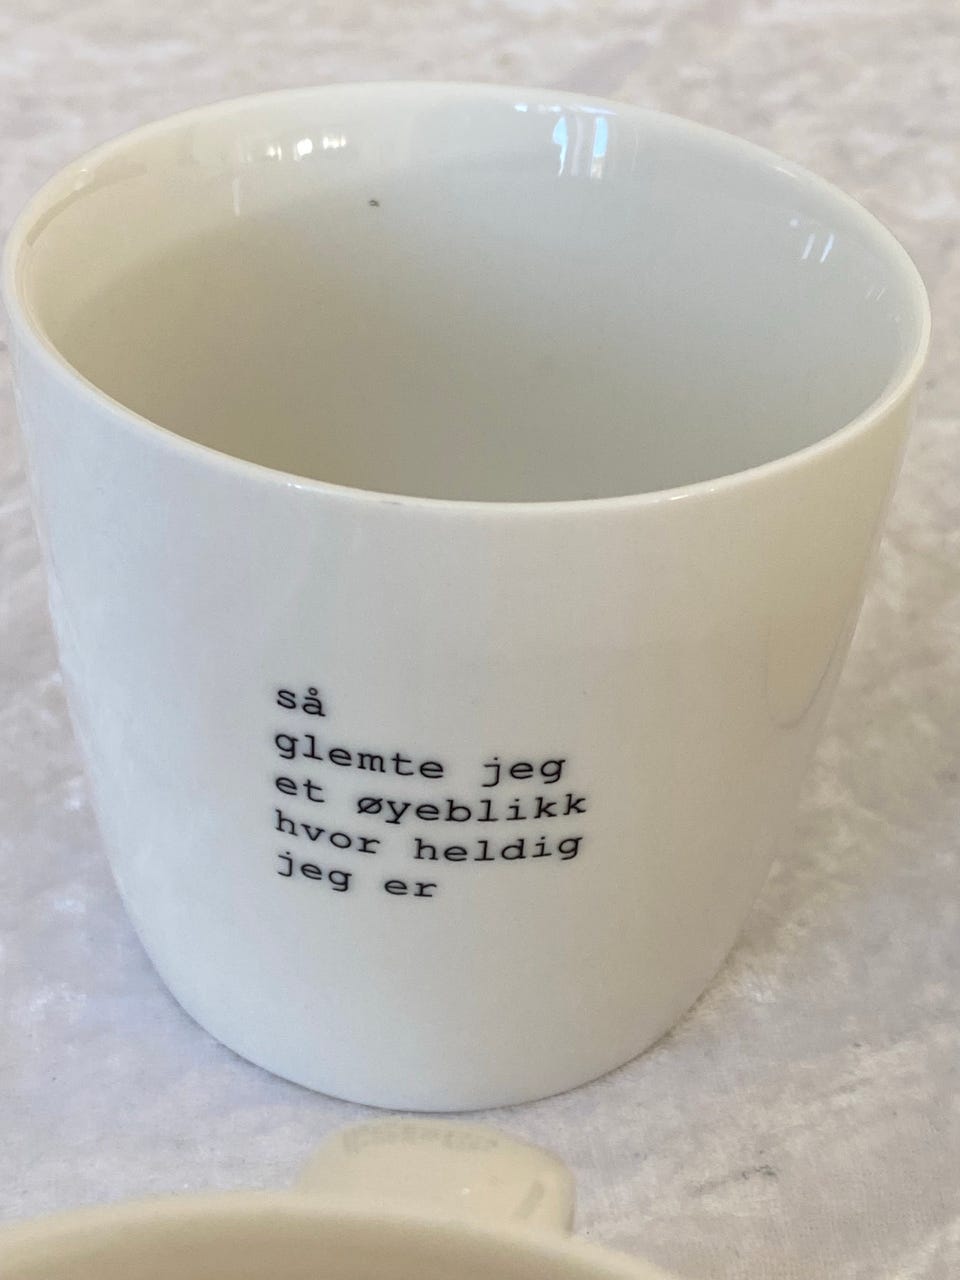 så
glemte jeg
et øyeblikk
hvor heldig
jeg er